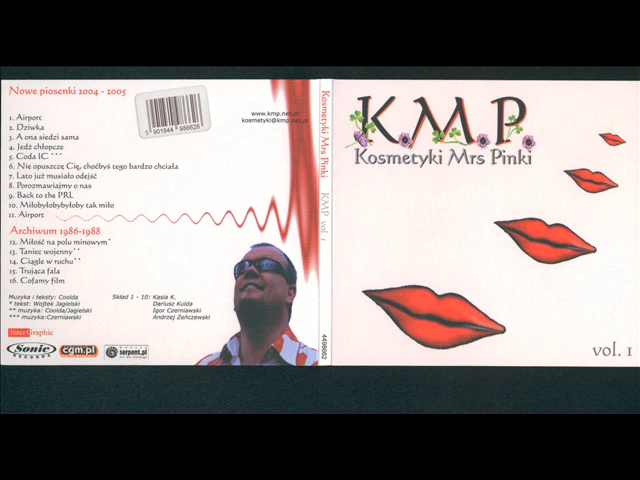 Nowe piosenki 2004 - 2005
1. Airport
2. Dziwka
3. A ona siedzi sama
4. Jedź chłopcze
5. Coda IC ***
6. Nie opuszczę Cię, choćbyś tego bardzo chciała
7. Lato już musiało odejść
8. Porozmawiajmy o nas
9. Back to the PRL
10. Miłobyłobybyłoby tak miło
11. Airport
Archiwum 1986-1988
12. Miłość na polu minowym*
13. Taniec wojenny**
14. Ciągle w ruchu**
15. Trująca fala
16. Cofamy film
Muzyka i teksty: Coolda
* tekst: Wojtek Jagielski
** muzyka: Coolda/Jagielski
*** muzyka:Czerniawski
Skład 1 - 10: Kasia K.
Dariusz Kulda
Igor Czerniawski
Andrzej Zeńczewski
InterGraphic
Sonic
RECORDS
cgm.pl
serpent.pl
5 901844 986626
www.kmp.net.pl
kosmetyki@kmp.net.pl
Kosmetyki Mrs Pinki KMP vol. 1
4498662
K.M.P.
Kosmetyki Mrs Pinki
vol. 1